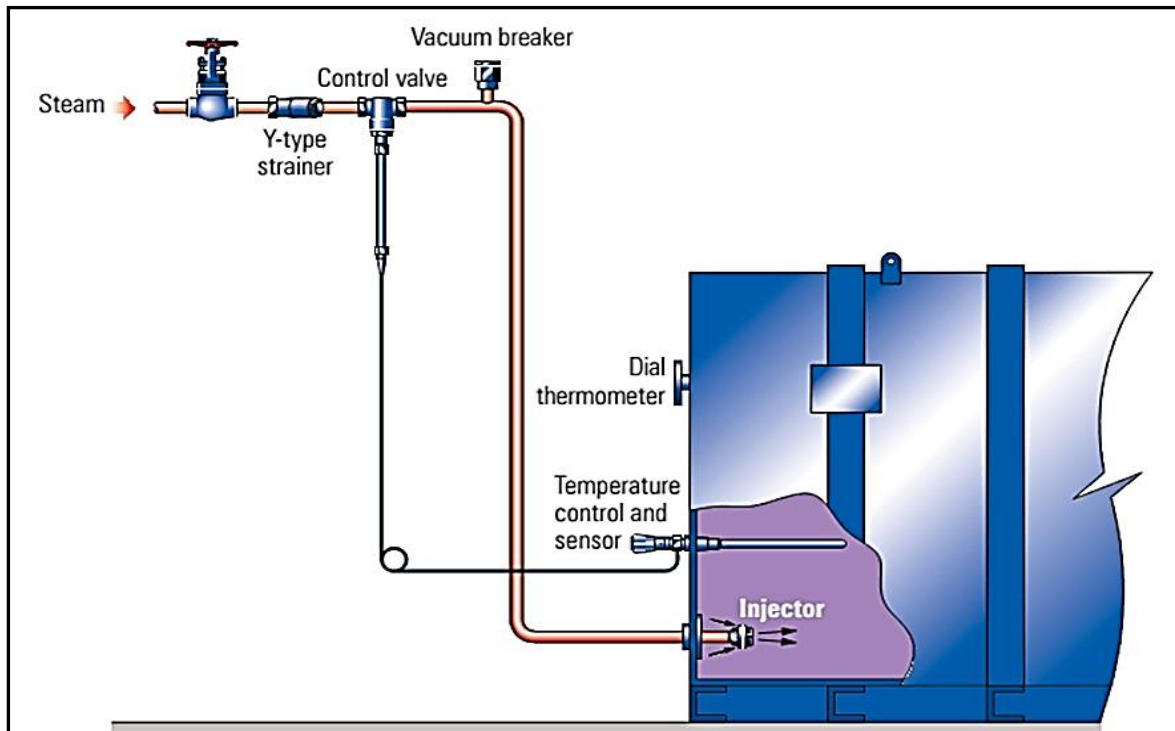 Vacuum breaker
Control valve
Steam
Y-type
strainer
Dial
thermometer
Temperature
control and
sensor
Injector